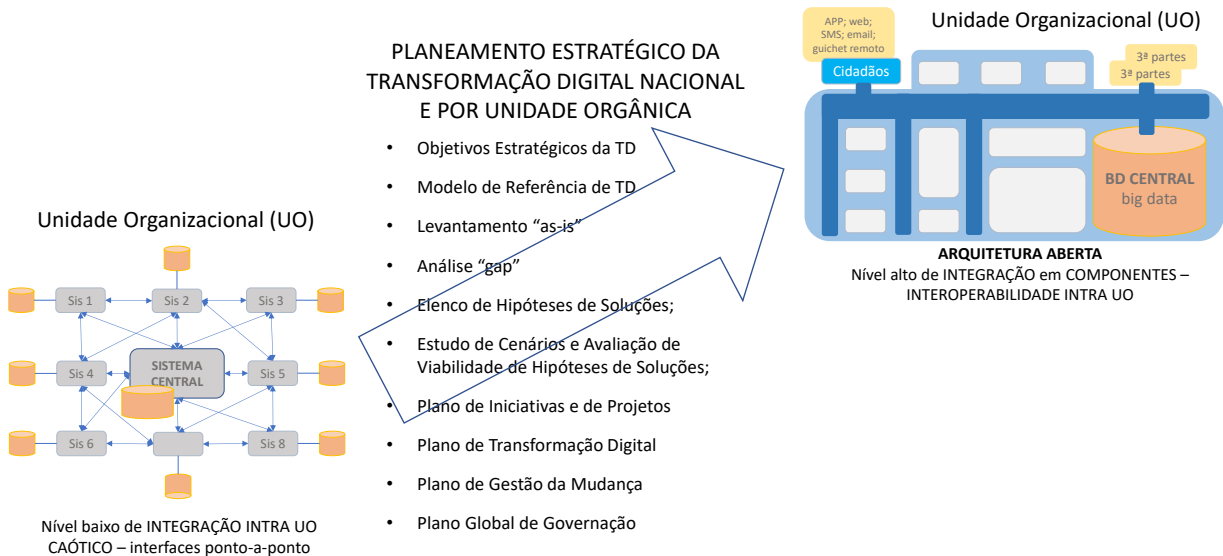 Unidade Organizacional (UO)
Sis 1
Sis 2
Sis 3
Sis 4
SISTEMA
CENTRAL
Sis 5
Sis 6
Sis 8
Nível baixo de INTEGRAÇÃO INTRA UO
CAÓTICO – interfaces ponto-a-ponto
PLANEAMENTO ESTRATÉGICO DA
TRANSFORMAÇÃO DIGITAL NACIONAL
E POR UNIDADE ORGÂNICA
• Objetivos Estratégicos da TD
• Modelo de Referência de TD
• Levantamento “as-is”
• Análise “gap”
• Elenco de Hipóteses de Soluções;
• Estudo de Cenários e Avaliação de
Viabilidade de Hipóteses de Soluções;
• Plano de Iniciativas e de Projetos
• Plano de Transformação Digital
• Plano de Gestão da Mudança
• Plano Global de Governação
Unidade Organizacional (UO)
APP; web;
SMS; email;
guichet remoto
Cidadãos
3ª partes
3ª partes
BD CENTRAL
big data
ARQUITETURA ABERTA
Nível alto de INTEGRAÇÃO em COMPONENTES –
INTEROPERABILIDADE INTRA UO